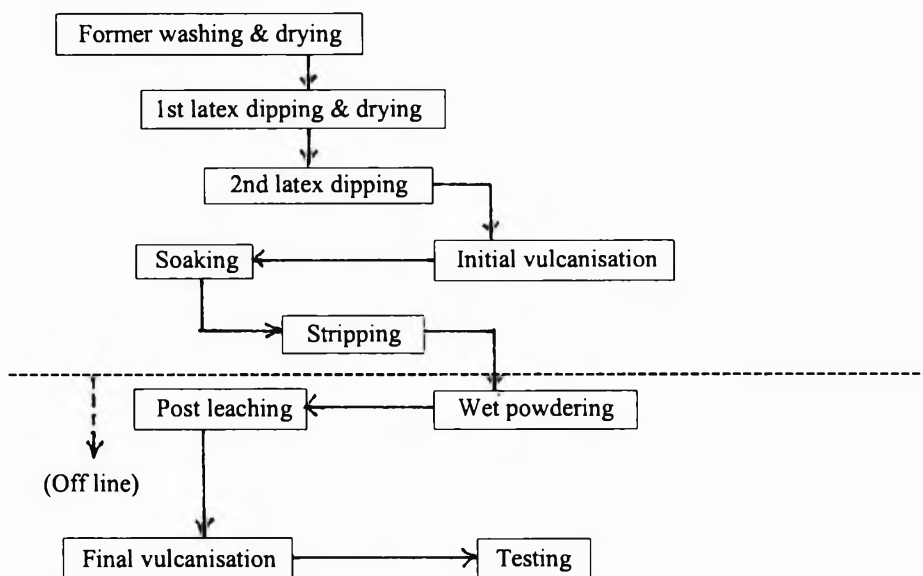 Former washing & drying
1st latex dipping & drying
2nd latex dipping
Initial vulcanisation
Soaking
Stripping
Wet powdering
Post leaching
(Off line)
Final vulcanisation
Testing